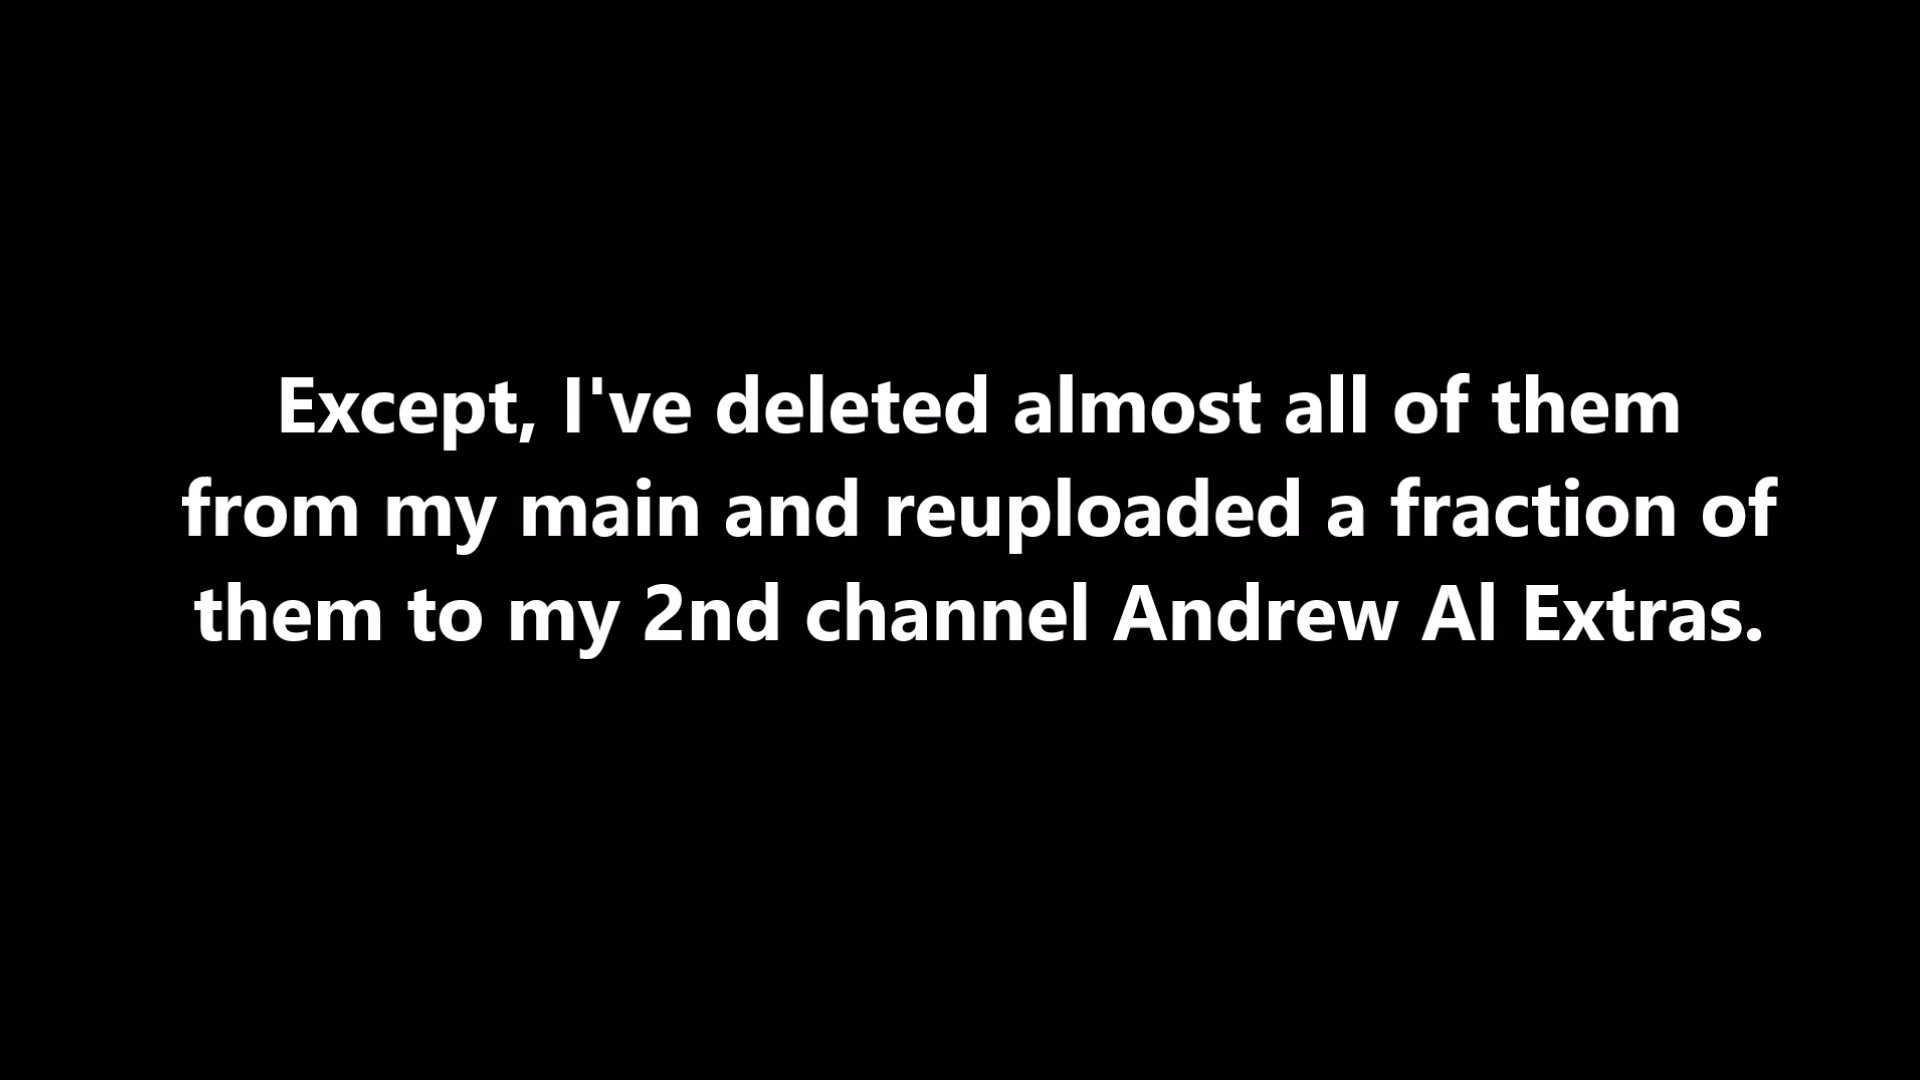 Except, I've deleted almost all of them
from my main and reuploaded a fraction of
them to my 2nd channel Andrew Al Extras.